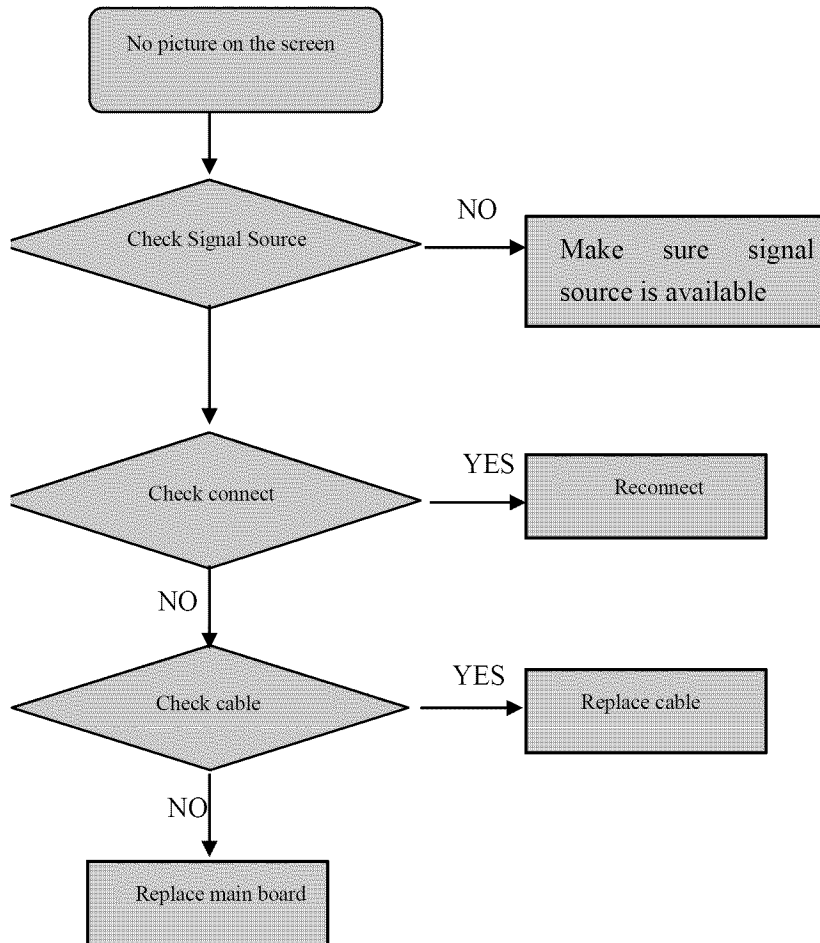 No picture on the screen
Check Signal Source
NO
Make sure signal
source is available
Check connect
YES
Reconnect
NO
Check cable
YES
Replace cable
NO
Replace main board